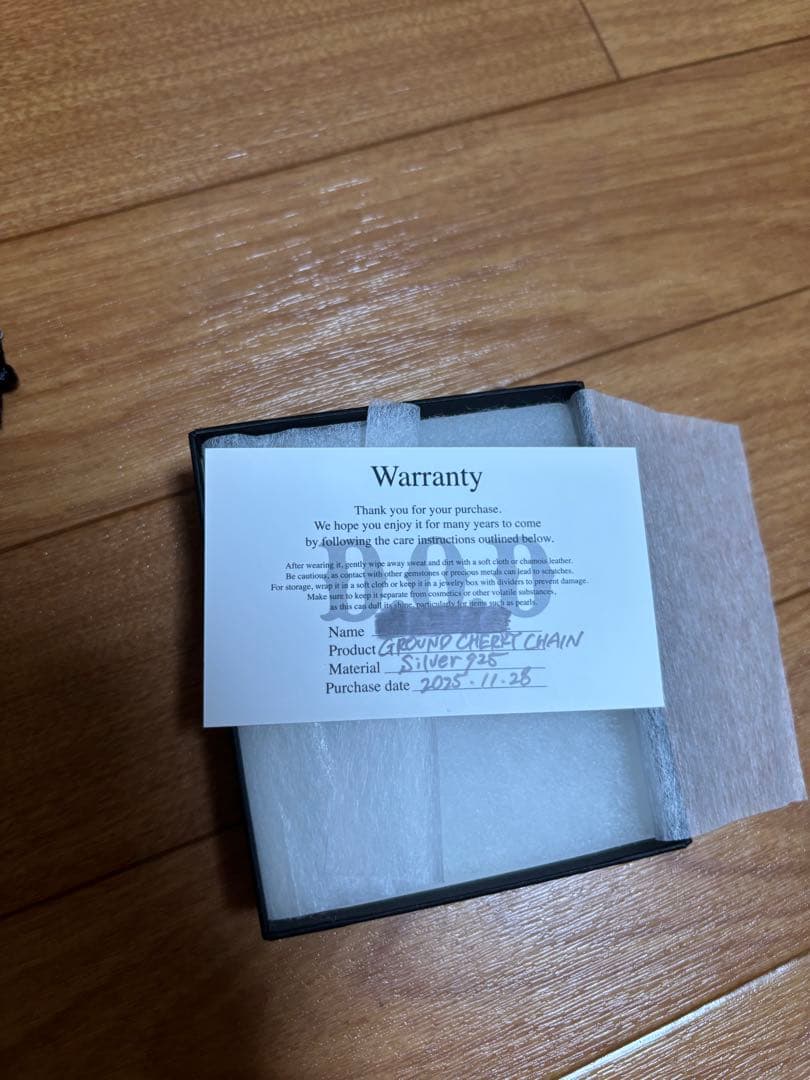 Warranty
Thank you for your purchase.
We hope you enjoy it for many years to come
by following the care instructions outlined below.
After wearing it, gently wipe away sweat and dirt with a soft cloth or chamois leather.
Be cautious, as contact with other gemstones or precious metals can lead to scratches.
For storage, wrap it in a soft cloth or keep it in a jewelry box with dividers to prevent damage.
Make sure to keep it separate from cosmetics or other volatile substances,
as this can dull its shine, particularly for items such as pearls.
Name
Product GROUND CHERRY CHAIN
Material Silver 925
Purchase date 2025.11.28